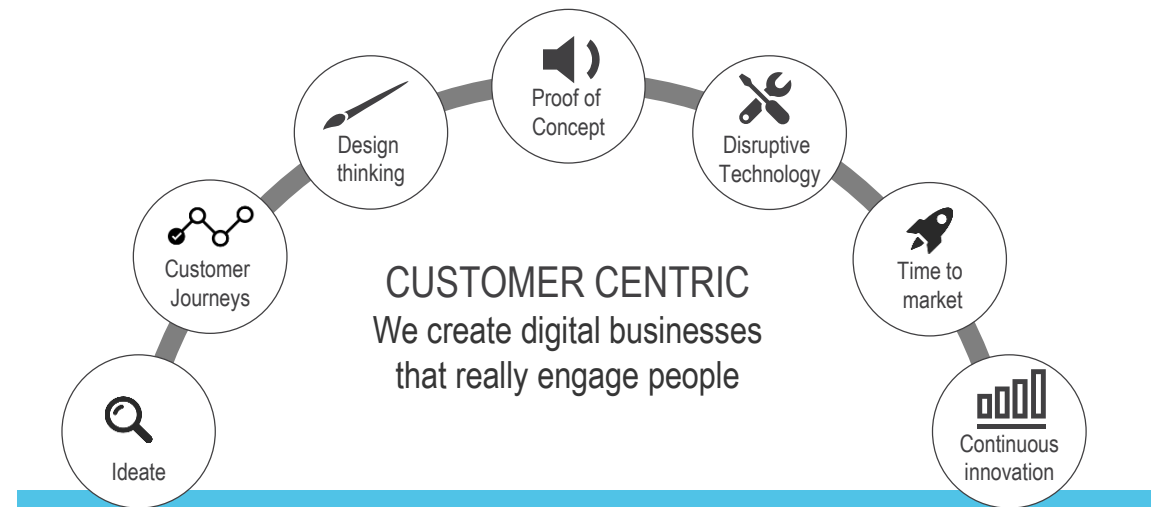 Ideate
Customer
Journeys
Design
thinking
Proof of
Concept
Disruptive
Technology
Time to
market
Continuous
innovation
CUSTOMER CENTRIC
We create digital businesses
that really engage people